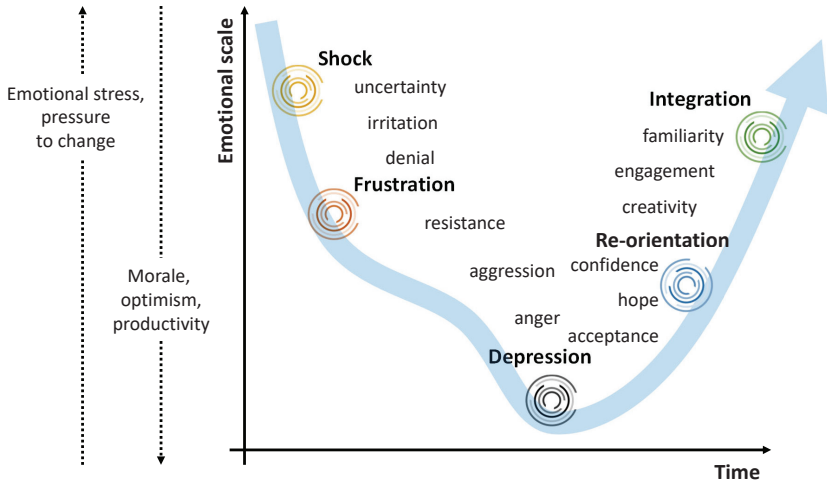 Emotional stress,
pressure
to change
Morale,
optimism,
productivity
Emotional scale
Shock
uncertainty
irritation
denial
Frustration
resistance
aggression
anger
Depression
acceptance
hope
confidence
Re-orientation
creativity
engagement
familiarity
Integration
Time